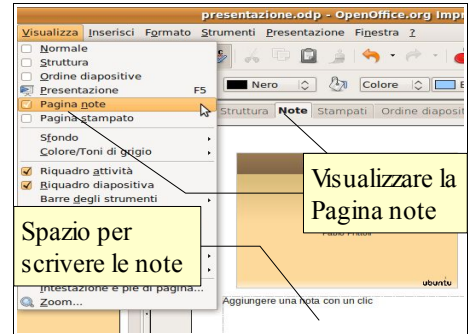 presentazione.odp - OpenOffice.org Imp
Visualizza Inserisci Formato Strumenti Presentazione Finestra ?
Normale
Struttura
Ordine diapositive
Presentazione F5
Pagina note
Pagina stampato
Sfondo
Colore/Toni di grigio
Riquadro attività
Riquadro diapositiva
Barre degli strumenti
Intestazione e piè di pagina...
Zoom...
Nero Colore
Struttura Note Stampati Ordine diaposit
Visualizzare la
Pagina note
Spazio per
scrivere le note
Fabio Frittoli
ubuntu
Aggiungere una nota con un clic